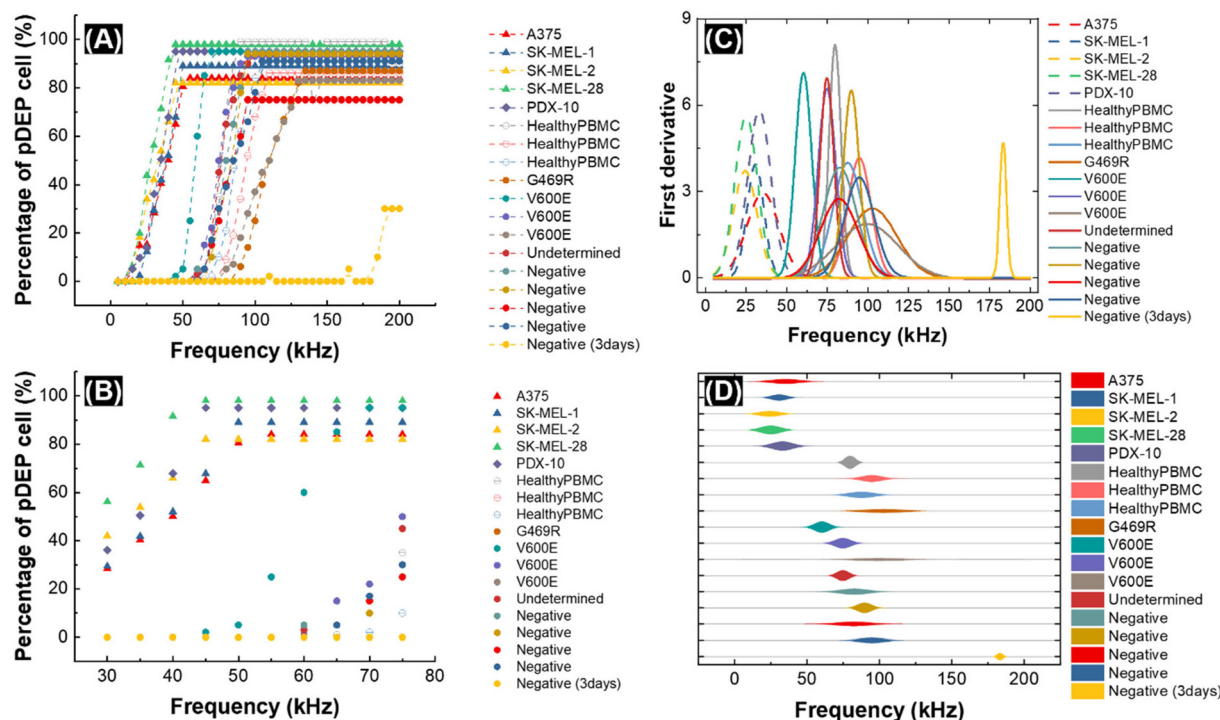 (A)
Percentage of pDEP cell (%)
100
80
60
40
20
0
0 50 100 150 200
Frequency (kHz)
A375
SK-MEL-1
SK-MEL-2
SK-MEL-28
PDX-10
HealthyPBMC
HealthyPBMC
HealthyPBMC
G469R
V600E
V600E
V600E
Undetermined
Negative
Negative
Negative
Negative
Negative (3days)
(C)
First derivative
9
6
3
0
0 25 50 75 100 125 150 175 200
Frequency (kHz)
A375
SK-MEL-1
SK-MEL-2
SK-MEL-28
PDX-10
HealthyPBMC
HealthyPBMC
HealthyPBMC
G469R
V600E
V600E
V600E
Undetermined
Negative
Negative
Negative
Negative
Negative (3days)
(B)
Percentage of pDEP cell (%)
100
80
60
40
20
0
30 40 50 60 70 80
Frequency (kHz)
A375
SK-MEL-1
SK-MEL-2
SK-MEL-28
PDX-10
HealthyPBMC
HealthyPBMC
HealthyPBMC
G469R
V600E
V600E
V600E
Undetermined
Negative
Negative
Negative
Negative
Negative (3days)
(D)
0 50 100 150 200
Frequency (kHz)
A375
SK-MEL-1
SK-MEL-2
SK-MEL-28
PDX-10
HealthyPBMC
HealthyPBMC
HealthyPBMC
G469R
V600E
V600E
V600E
Undetermined
Negative
Negative
Negative
Negative
Negative (3days)